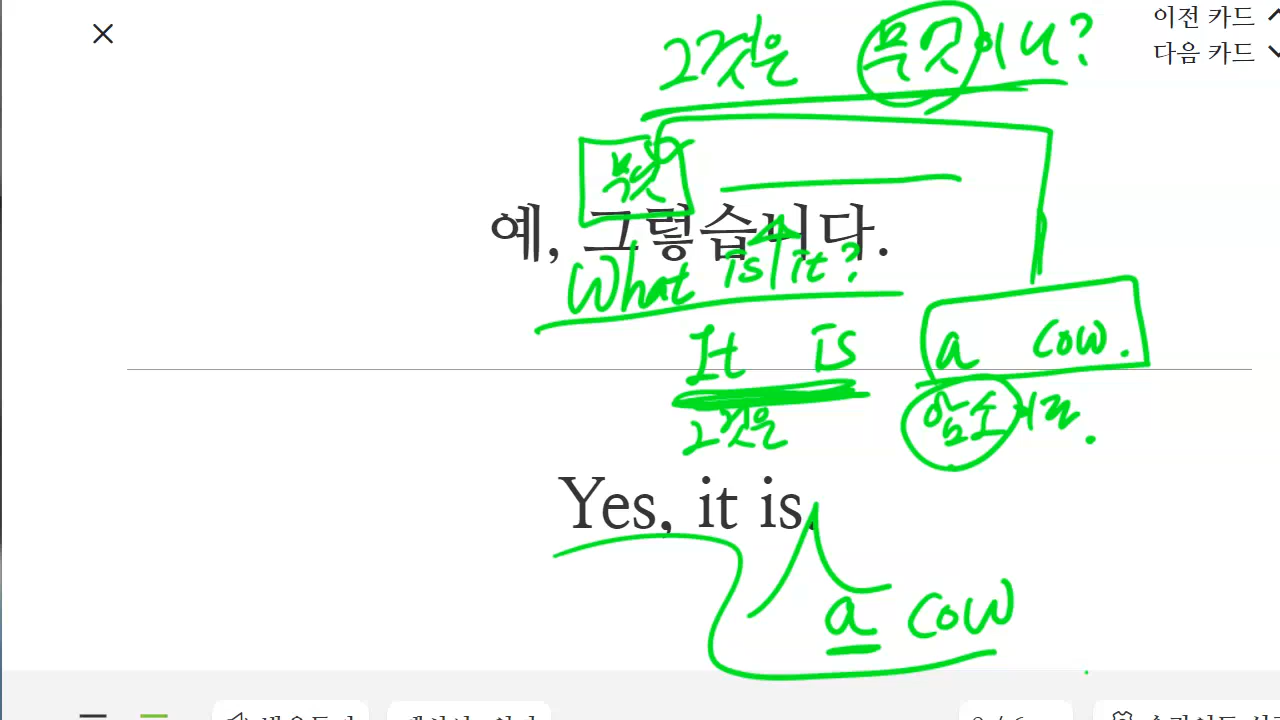 이전 카드
그것은 무엇이니?
다음 카드
무엇
예, 그렇습니다.
What is it?
It is a cow.
그것은 암소이다.
Yes, it is.
a cow